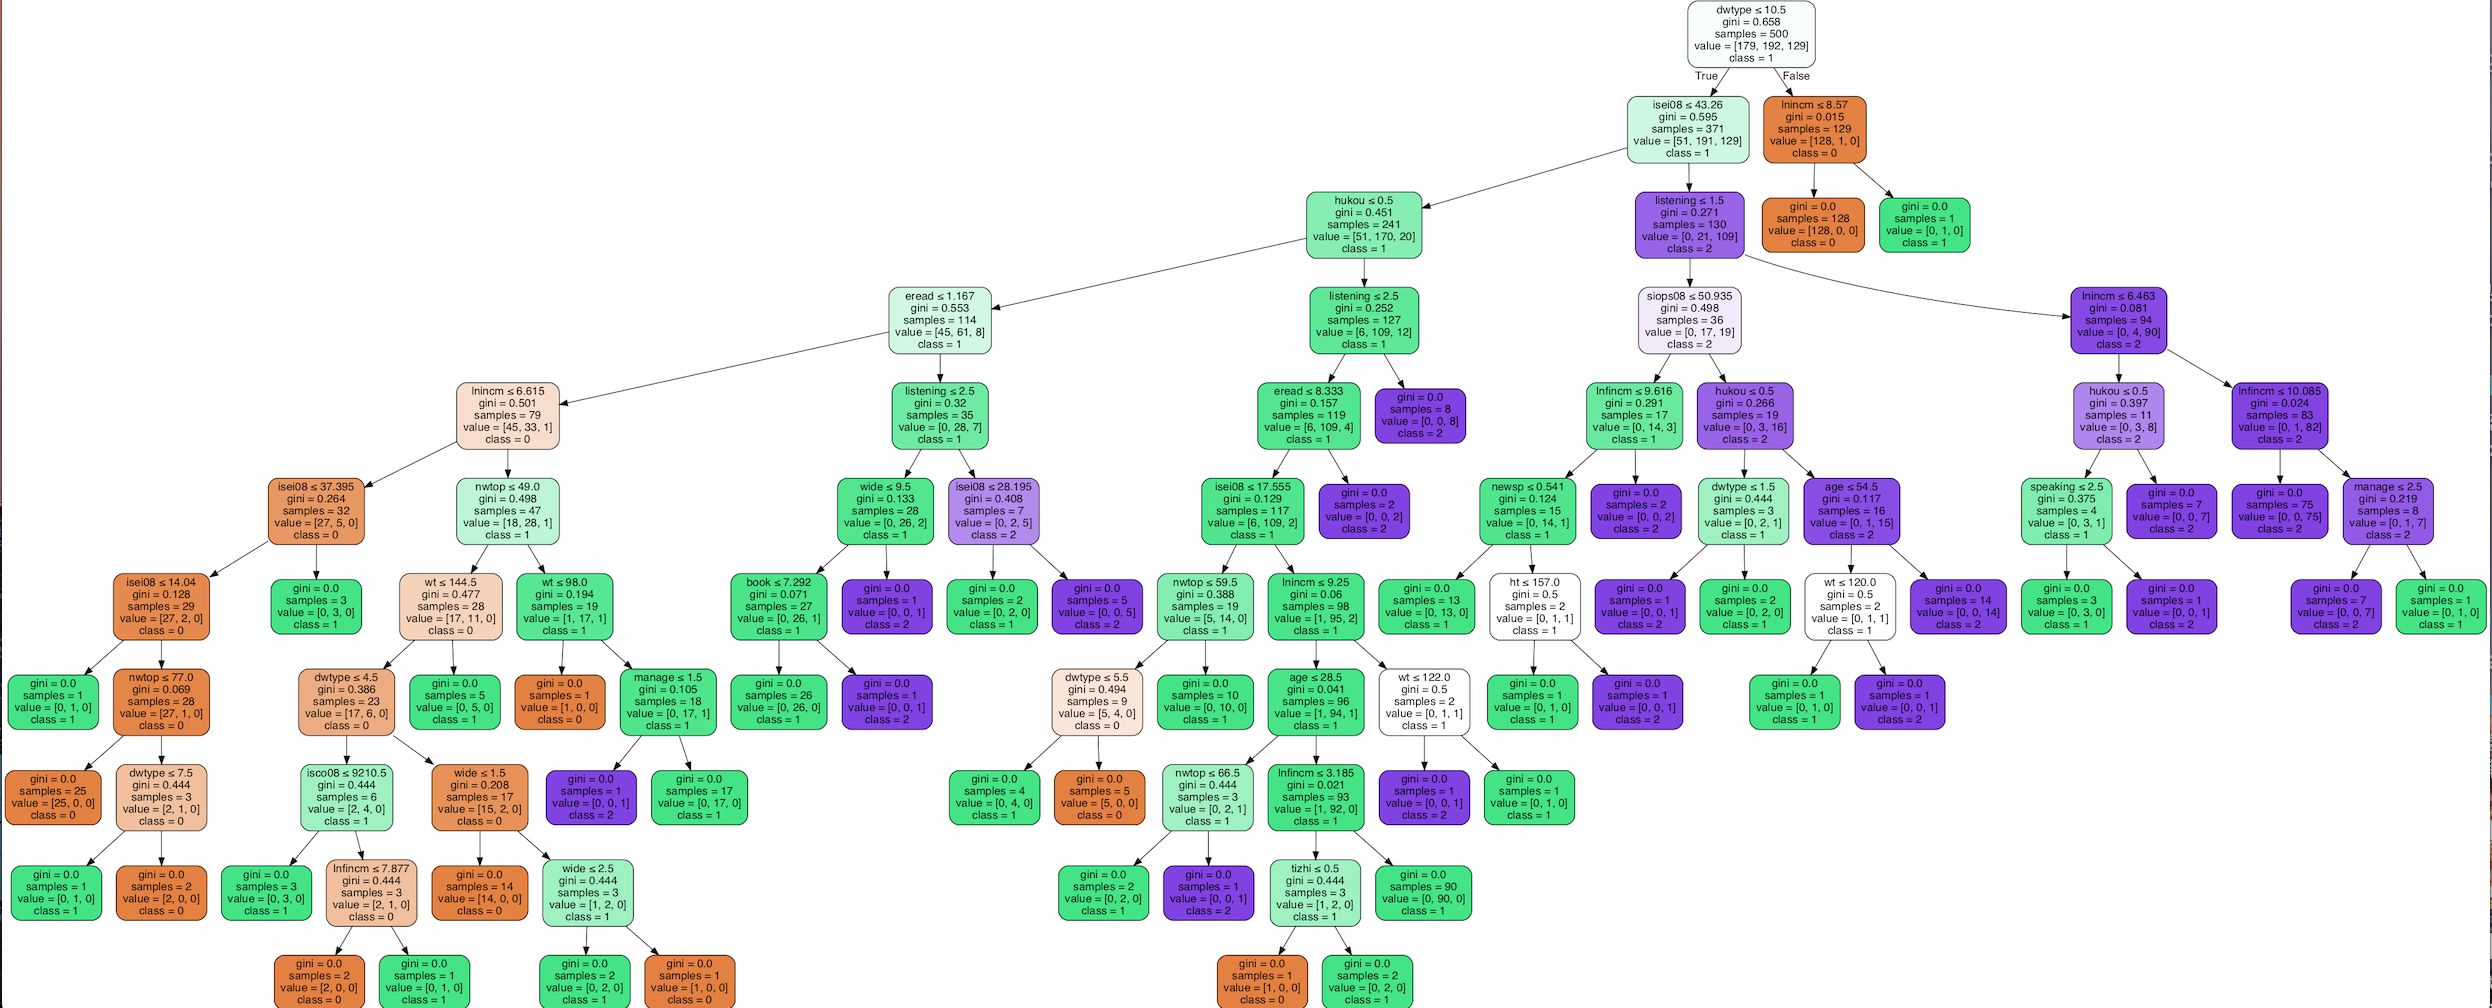 dwtype ≤ 10.5
gini = 0.658
samples = 500
value = [179, 192, 129]
class = 1
True
False
isei08 ≤ 43.26
gini = 0.595
samples = 371
value = [51, 191, 129]
class = 1
lnincm ≤ 8.57
gini = 0.015
samples = 129
value = [128, 1, 0]
class = 0
hukou ≤ 0.5
gini = 0.451
samples = 241
value = [51, 170, 20]
class = 1
listening ≤ 1.5
gini = 0.271
samples = 130
value = [0, 21, 109]
class = 2
gini = 0.0
samples = 128
value = [128, 0, 0]
class = 0
gini = 0.0
samples = 1
value = [0, 1, 0]
class = 1
eread ≤ 1.167
gini = 0.553
samples = 114
value = [45, 61, 8]
class = 1
listening ≤ 2.5
gini = 0.252
samples = 127
value = [6, 109, 12]
class = 1
siops08 ≤ 50.935
gini = 0.498
samples = 36
value = [0, 17, 19]
class = 2
lnincm ≤ 6.463
gini = 0.081
samples = 94
value = [0, 4, 90]
class = 2
lnincm ≤ 6.615
gini = 0.501
samples = 79
value = [45, 33, 1]
class = 0
listening ≤ 2.5
gini = 0.32
samples = 35
value = [0, 28, 7]
class = 1
eread ≤ 8.333
gini = 0.157
samples = 119
value = [6, 109, 4]
class = 1
gini = 0.0
samples = 8
value = [0, 0, 8]
class = 2
lnfincm ≤ 9.616
gini = 0.291
samples = 17
value = [0, 14, 3]
class = 1
hukou ≤ 0.5
gini = 0.266
samples = 19
value = [0, 3, 16]
class = 2
hukou ≤ 0.5
gini = 0.397
samples = 11
value = [0, 3, 8]
class = 2
lnfincm ≤ 10.085
gini = 0.024
samples = 83
value = [0, 1, 82]
class = 2
isei08 ≤ 37.395
gini = 0.264
samples = 32
value = [27, 5, 0]
class = 0
nwtop ≤ 49.0
gini = 0.498
samples = 47
value = [18, 28, 1]
class = 1
wide ≤ 9.5
gini = 0.133
samples = 28
value = [0, 26, 2]
class = 1
isei08 ≤ 28.195
gini = 0.408
samples = 7
value = [0, 2, 5]
class = 2
isei08 ≤ 17.555
gini = 0.129
samples = 117
value = [6, 109, 2]
class = 1
gini = 0.0
samples = 2
value = [0, 0, 2]
class = 2
newsp ≤ 0.541
gini = 0.124
samples = 15
value = [0, 14, 1]
class = 1
gini = 0.0
samples = 2
value = [0, 0, 2]
class = 2
dwtype ≤ 1.5
gini = 0.444
samples = 3
value = [0, 2, 1]
class = 1
age ≤ 54.5
gini = 0.117
samples = 16
value = [0, 1, 15]
class = 2
speaking ≤ 2.5
gini = 0.375
samples = 4
value = [0, 3, 1]
class = 1
gini = 0.0
samples = 7
value = [0, 0, 7]
class = 2
gini = 0.0
samples = 75
value = [0, 0, 75]
class = 2
manage ≤ 2.5
gini = 0.219
samples = 8
value = [0, 1, 7]
class = 2
isei08 ≤ 14.04
gini = 0.128
samples = 29
value = [27, 2, 0]
class = 0
gini = 0.0
samples = 3
value = [0, 3, 0]
class = 1
wt ≤ 144.5
gini = 0.477
samples = 28
value = [17, 11, 0]
class = 0
wt ≤ 98.0
gini = 0.194
samples = 19
value = [1, 17, 1]
class = 1
book ≤ 7.292
gini = 0.071
samples = 27
value = [0, 26, 1]
class = 1
gini = 0.0
samples = 1
value = [0, 0, 1]
class = 2
gini = 0.0
samples = 2
value = [0, 2, 0]
class = 1
gini = 0.0
samples = 5
value = [0, 0, 5]
class = 2
nwtop ≤ 59.5
gini = 0.388
samples = 19
value = [5, 14, 0]
class = 1
lnincm ≤ 9.25
gini = 0.06
samples = 98
value = [1, 95, 2]
class = 1
gini = 0.0
samples = 13
value = [0, 13, 0]
class = 1
ht ≤ 157.0
gini = 0.5
samples = 2
value = [0, 1, 1]
class = 1
gini = 0.0
samples = 1
value = [0, 0, 1]
class = 2
gini = 0.0
samples = 2
value = [0, 2, 0]
class = 1
wt ≤ 120.0
gini = 0.5
samples = 2
value = [0, 1, 1]
class = 1
gini = 0.0
samples = 14
value = [0, 0, 14]
class = 2
gini = 0.0
samples = 3
value = [0, 3, 0]
class = 1
gini = 0.0
samples = 1
value = [0, 0, 1]
class = 2
gini = 0.0
samples = 7
value = [0, 0, 7]
class = 2
gini = 0.0
samples = 1
value = [0, 1, 0]
class = 1
gini = 0.0
samples = 1
value = [0, 1, 0]
class = 1
nwtop ≤ 77.0
gini = 0.069
samples = 28
value = [27, 1, 0]
class = 0
dwtype ≤ 4.5
gini = 0.386
samples = 23
value = [17, 6, 0]
class = 0
gini = 0.0
samples = 5
value = [0, 5, 0]
class = 1
gini = 0.0
samples = 1
value = [1, 0, 0]
class = 0
manage ≤ 1.5
gini = 0.105
samples = 18
value = [0, 17, 1]
class = 1
gini = 0.0
samples = 26
value = [0, 26, 0]
class = 1
gini = 0.0
samples = 1
value = [0, 0, 1]
class = 2
dwtype ≤ 5.5
gini = 0.494
samples = 9
value = [5, 4, 0]
class = 0
gini = 0.0
samples = 10
value = [0, 10, 0]
class = 1
age ≤ 28.5
gini = 0.041
samples = 96
value = [1, 94, 1]
class = 1
wt ≤ 122.0
gini = 0.5
samples = 2
value = [0, 1, 1]
class = 1
gini = 0.0
samples = 1
value = [0, 1, 0]
class = 1
gini = 0.0
samples = 1
value = [0, 0, 1]
class = 2
gini = 0.0
samples = 1
value = [0, 1, 0]
class = 1
gini = 0.0
samples = 1
value = [0, 0, 1]
class = 2
gini = 0.0
samples = 25
value = [25, 0, 0]
class = 0
dwtype ≤ 7.5
gini = 0.444
samples = 3
value = [2, 1, 0]
class = 0
isco08 ≤ 9210.5
gini = 0.444
samples = 6
value = [2, 4, 0]
class = 1
wide ≤ 1.5
gini = 0.208
samples = 17
value = [15, 2, 0]
class = 0
gini = 0.0
samples = 1
value = [0, 0, 1]
class = 2
gini = 0.0
samples = 17
value = [0, 17, 0]
class = 1
gini = 0.0
samples = 4
value = [0, 4, 0]
class = 1
gini = 0.0
samples = 5
value = [5, 0, 0]
class = 0
nwtop ≤ 66.5
gini = 0.444
samples = 3
value = [0, 2, 1]
class = 1
lnfincm ≤ 3.185
gini = 0.021
samples = 93
value = [1, 92, 0]
class = 1
gini = 0.0
samples = 1
value = [0, 0, 1]
class = 2
gini = 0.0
samples = 1
value = [0, 1, 0]
class = 1
gini = 0.0
samples = 1
value = [0, 1, 0]
class = 1
gini = 0.0
samples = 2
value = [2, 0, 0]
class = 0
gini = 0.0
samples = 3
value = [0, 3, 0]
class = 1
lnfincm ≤ 7.877
gini = 0.444
samples = 3
value = [2, 1, 0]
class = 0
gini = 0.0
samples = 14
value = [14, 0, 0]
class = 0
wide ≤ 2.5
gini = 0.444
samples = 3
value = [1, 2, 0]
class = 1
gini = 0.0
samples = 2
value = [0, 2, 0]
class = 1
gini = 0.0
samples = 1
value = [0, 0, 1]
class = 2
tizhi ≤ 0.5
gini = 0.444
samples = 3
value = [1, 2, 0]
class = 1
gini = 0.0
samples = 90
value = [0, 90, 0]
class = 1
gini = 0.0
samples = 2
value = [2, 0, 0]
class = 0
gini = 0.0
samples = 1
value = [0, 1, 0]
class = 1
gini = 0.0
samples = 2
value = [0, 2, 0]
class = 1
gini = 0.0
samples = 1
value = [1, 0, 0]
class = 0
gini = 0.0
samples = 1
value = [1, 0, 0]
class = 0
gini = 0.0
samples = 2
value = [0, 2, 0]
class = 1